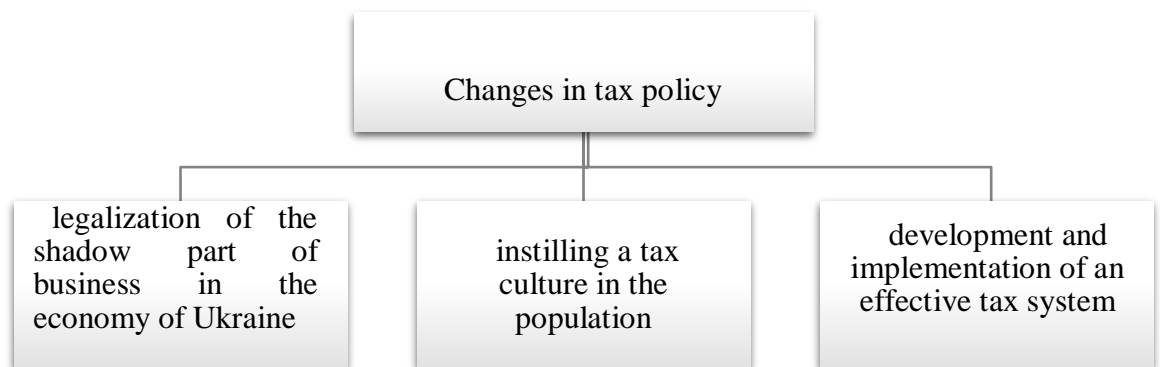 Changes in tax policy
legalization of the
shadow part of
business in the
economy of Ukraine
instilling a tax
culture in the
population
development and
implementation of an
effective tax system